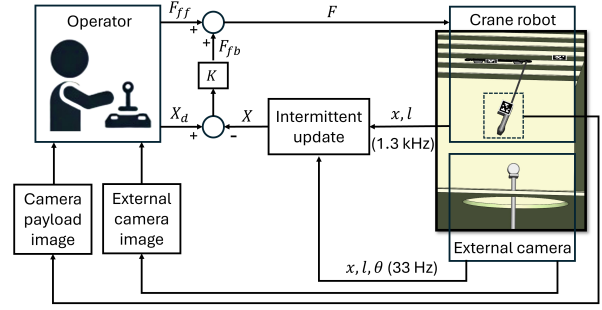 Operator
F_ff
F
Crane robot
+
+
F_fb
K
X_d
X
+
-
Intermittent
update
x, l
(1.3 kHz)
Camera
payload
image
External
camera
image
External camera
x, l, θ (33 Hz)